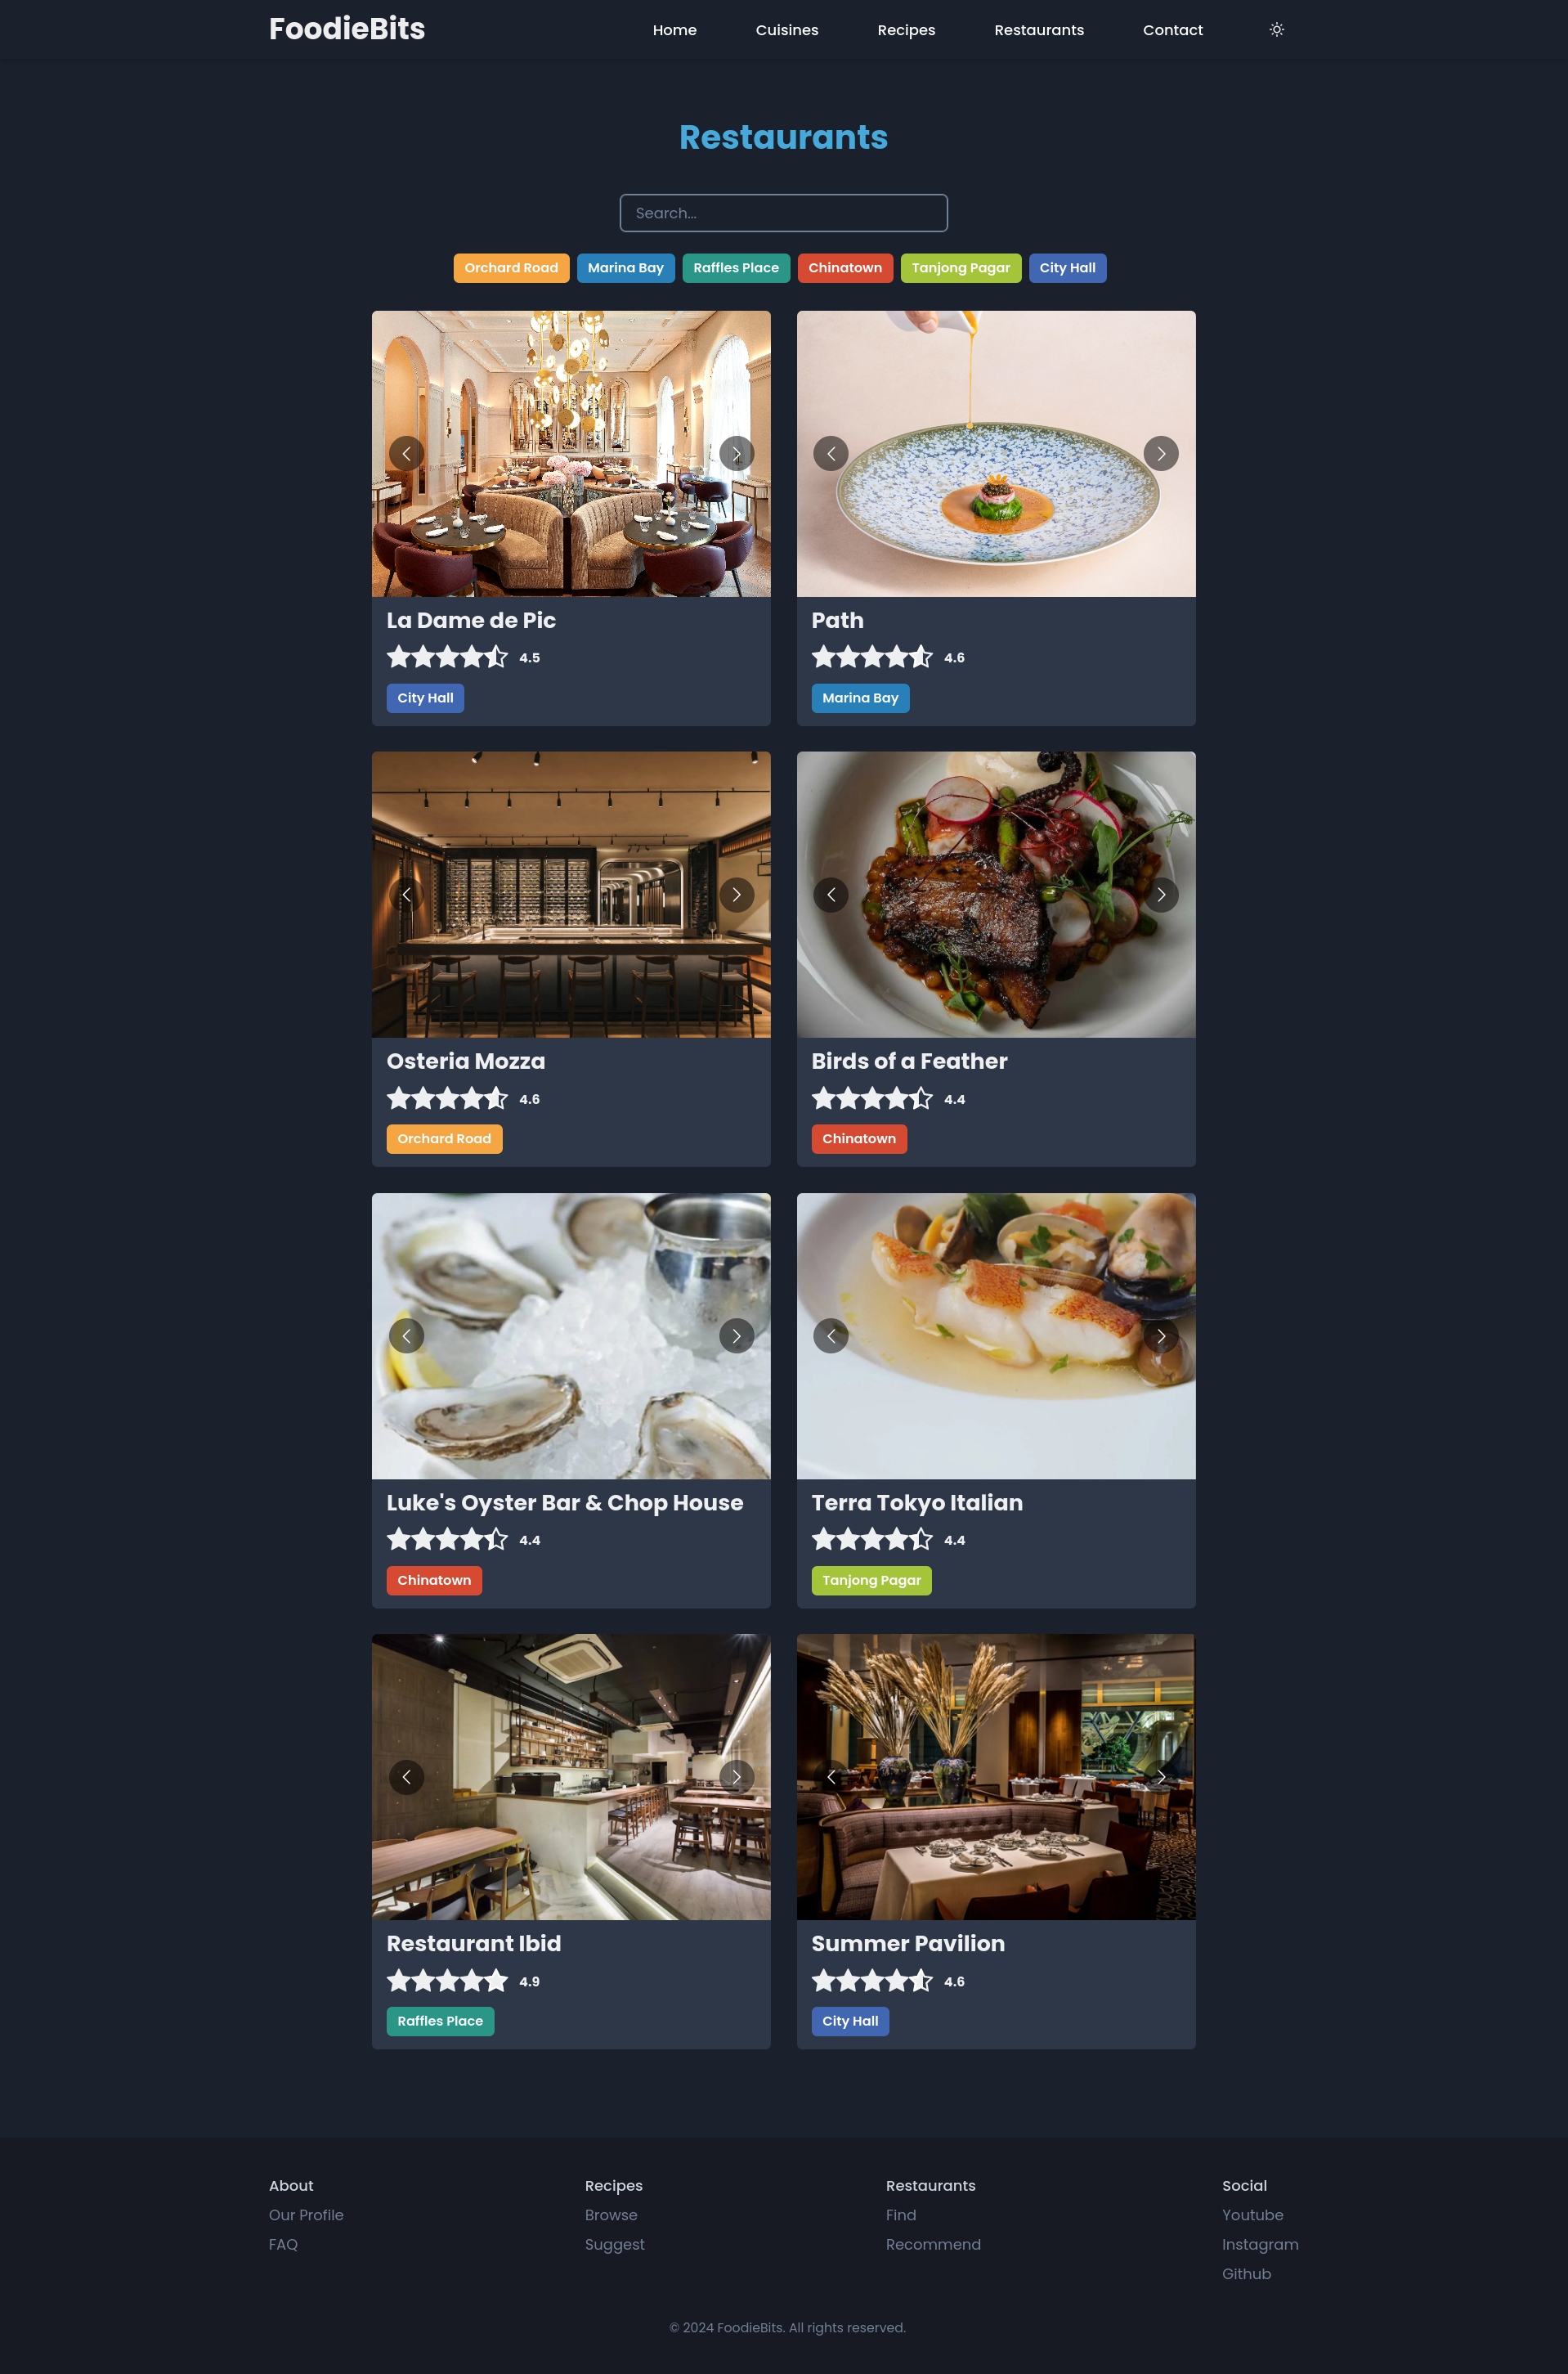 FoodieBits
Home Cuisines Recipes Restaurants Contact
Restaurants
Search...
Orchard Road Marina Bay Raffles Place Chinatown Tanjong Pagar City Hall
La Dame de Pic
4.5
City Hall
Path
4.6
Marina Bay
Osteria Mozza
4.6
Orchard Road
Birds of a Feather
4.4
Chinatown
Luke's Oyster Bar & Chop House
4.4
Chinatown
Terra Tokyo Italian
4.4
Tanjong Pagar
Restaurant Ibid
4.9
Raffles Place
Summer Pavilion
4.6
City Hall
About
Our Profile
FAQ
Recipes
Browse
Suggest
Restaurants
Find
Recommend
Social
Youtube
Instagram
Github
© 2024 FoodieBits. All rights reserved.